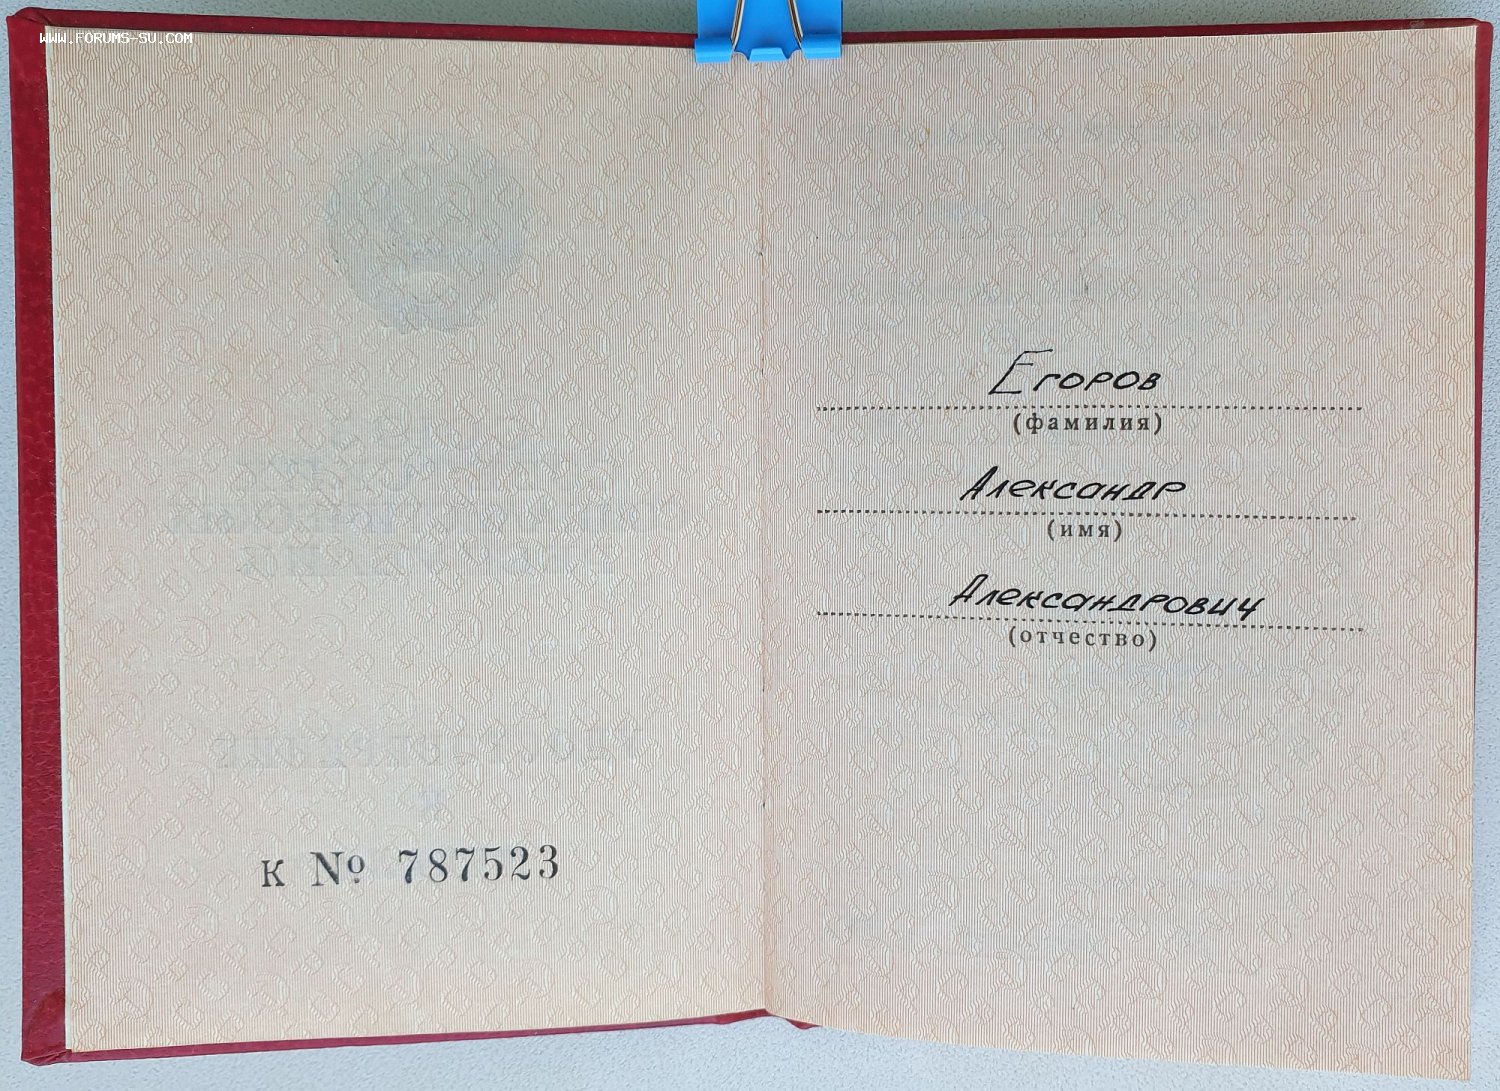 WWW.FORUMS-SU.COM
К № 787523
Егоров
(фамилия)
Александр
(имя)
Александрович
(отчество)